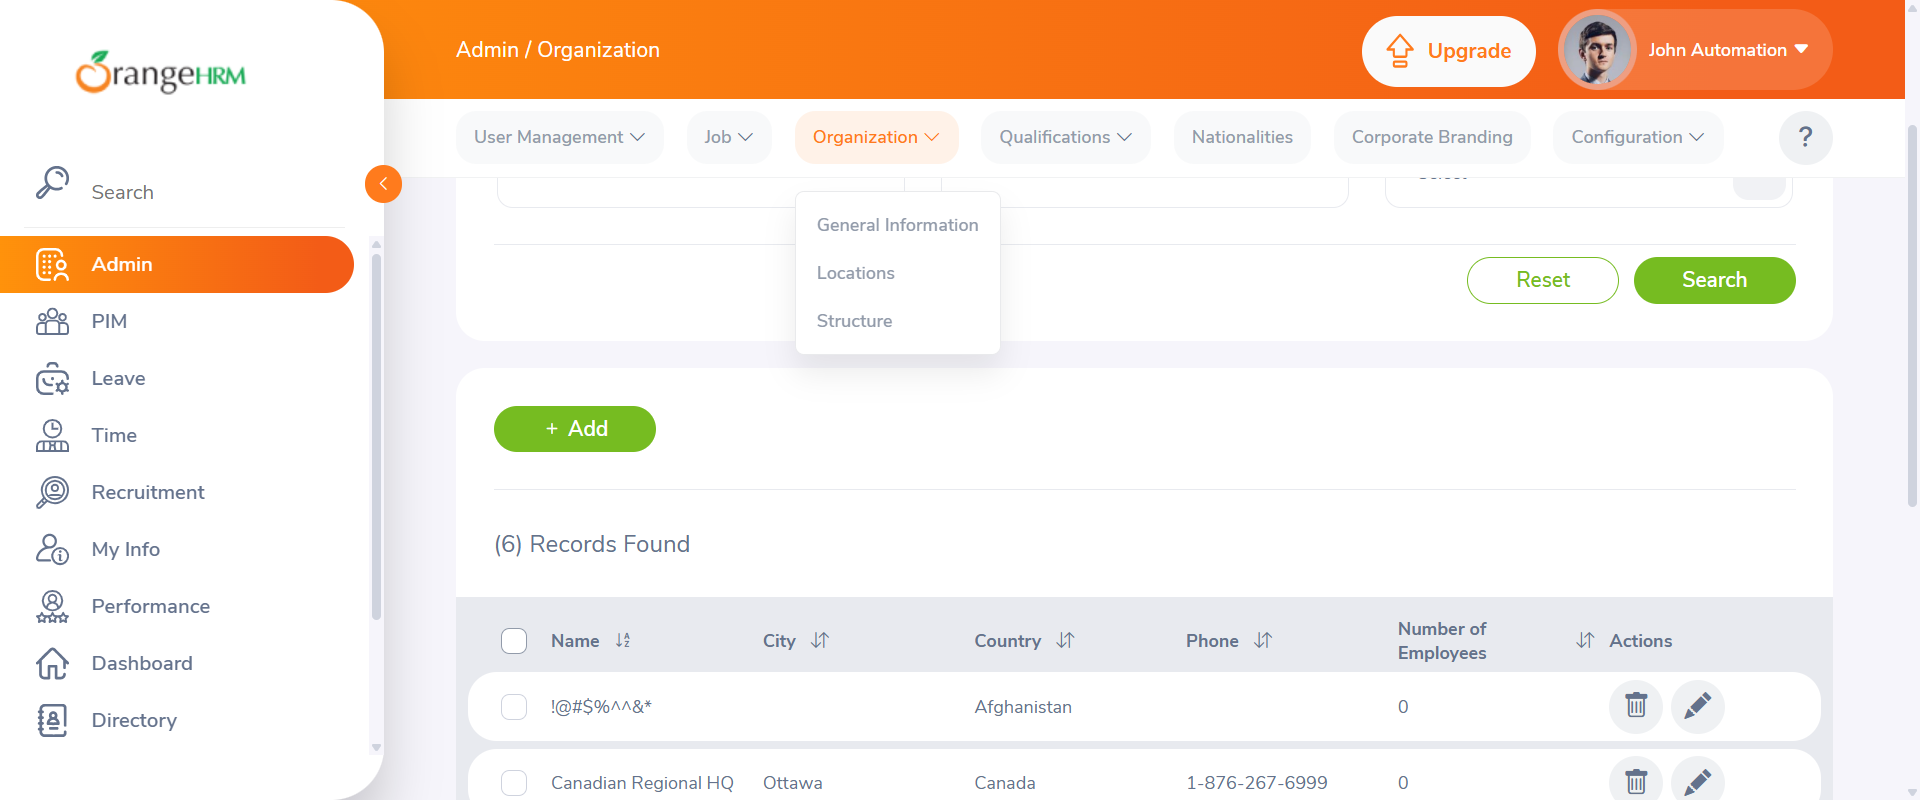 OrangeHRM
Admin / Organization
Upgrade
John Automation
User Management
Job
Organization
Qualifications
Nationalities
Corporate Branding
Configuration
?
Search
Admin
PIM
Leave
Time
Recruitment
My Info
Performance
Dashboard
Directory
General Information
Locations
Structure
Reset
Search
+ Add
(6) Records Found
Name City Country Phone Number of Employees Actions
!@#$%^^&* Afghanistan 0
Canadian Regional HQ Ottawa Canada 1-876-267-6999 0